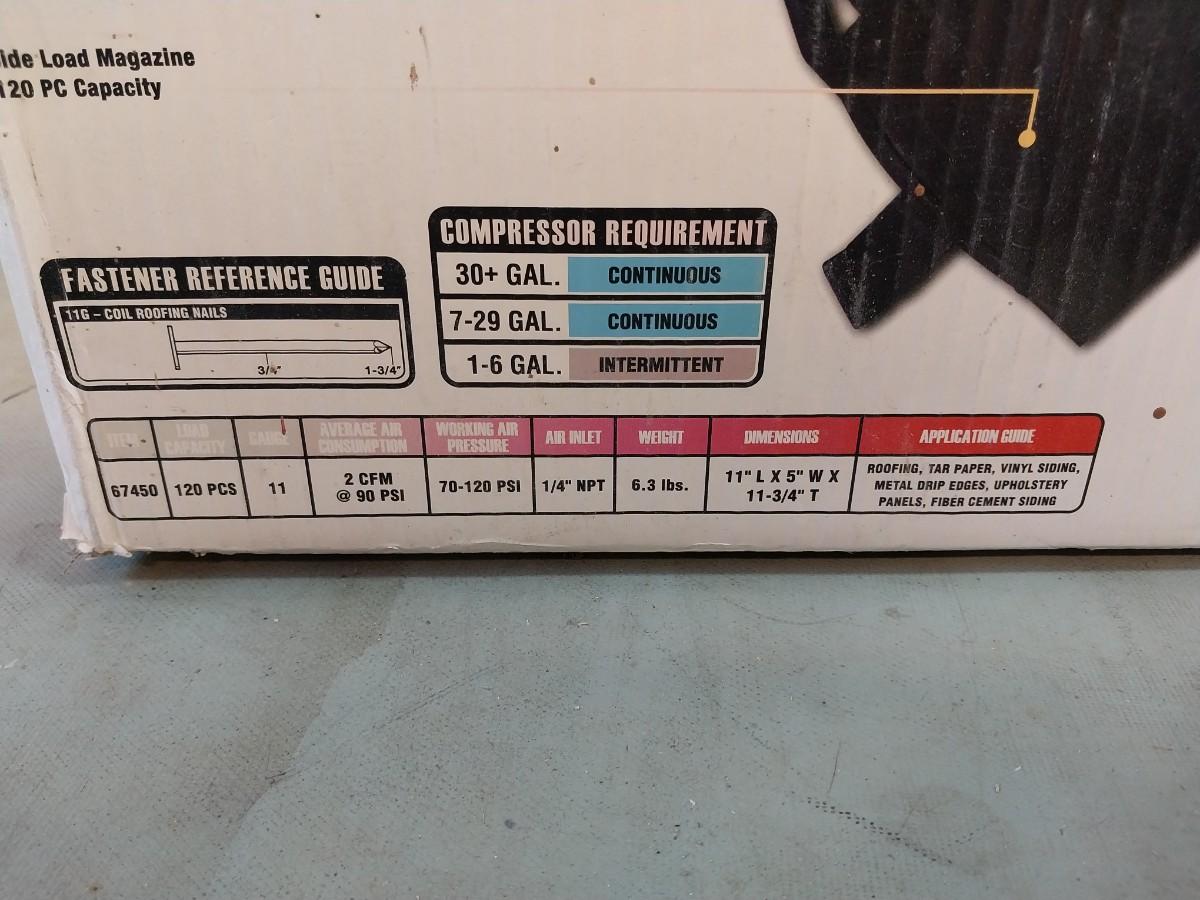 ide Load Magazine
120 PC Capacity
COMPRESSOR REQUIREMENT
30+ GAL. CONTINUOUS
7-29 GAL. CONTINUOUS
1-6 GAL. INTERMITTENT
FASTENER REFERENCE GUIDE
11G – COIL ROOFING NAILS
3/4"
1-3/4"
ITEM
LOAD
CAPACITY
GAUGE
AVERAGE AIR
CONSUMPTION
WORKING AIR
PRESSURE
AIR INLET
WEIGHT
DIMENSIONS
APPLICATION GUIDE
67450
120 PCS
11
2 CFM
@ 90 PSI
70-120 PSI
1/4" NPT
6.3 lbs.
11" L X 5" W X
11-3/4" T
ROOFING, TAR PAPER, VINYL SIDING,
METAL DRIP EDGES, UPHOLSTERY
PANELS, FIBER CEMENT SIDING